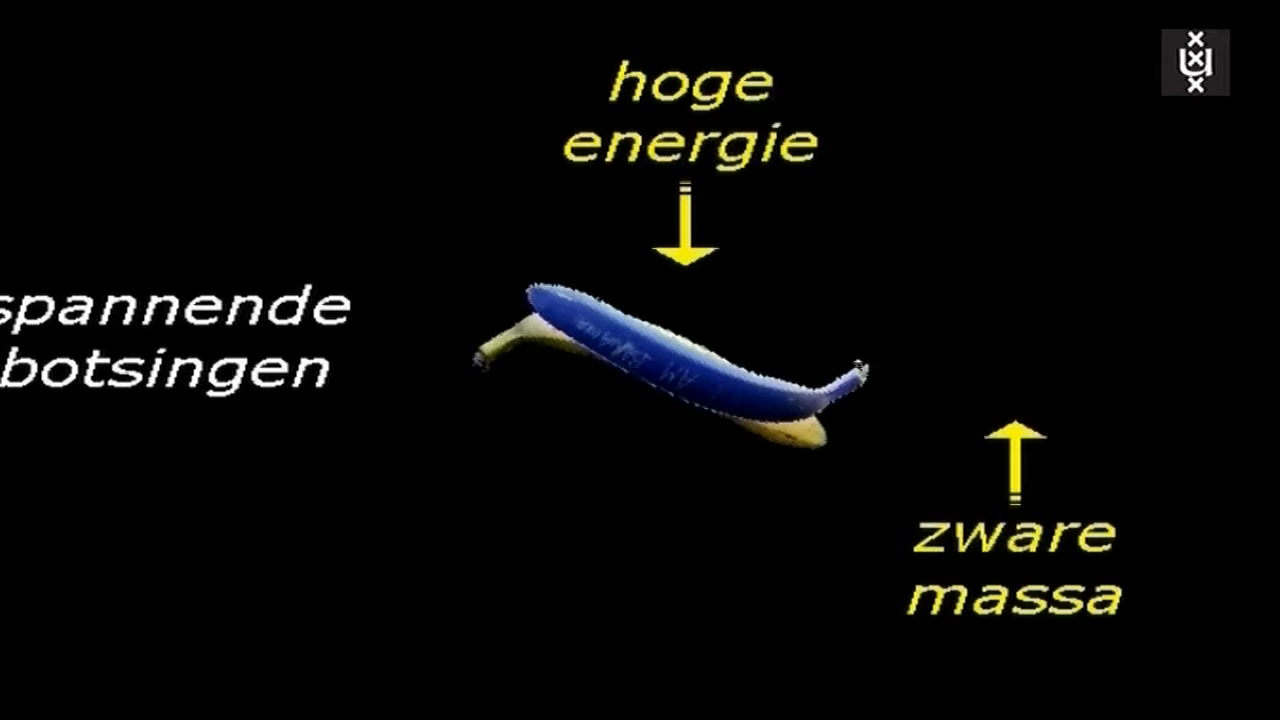 hoge
energie
spannende
botsingen
zware
massa